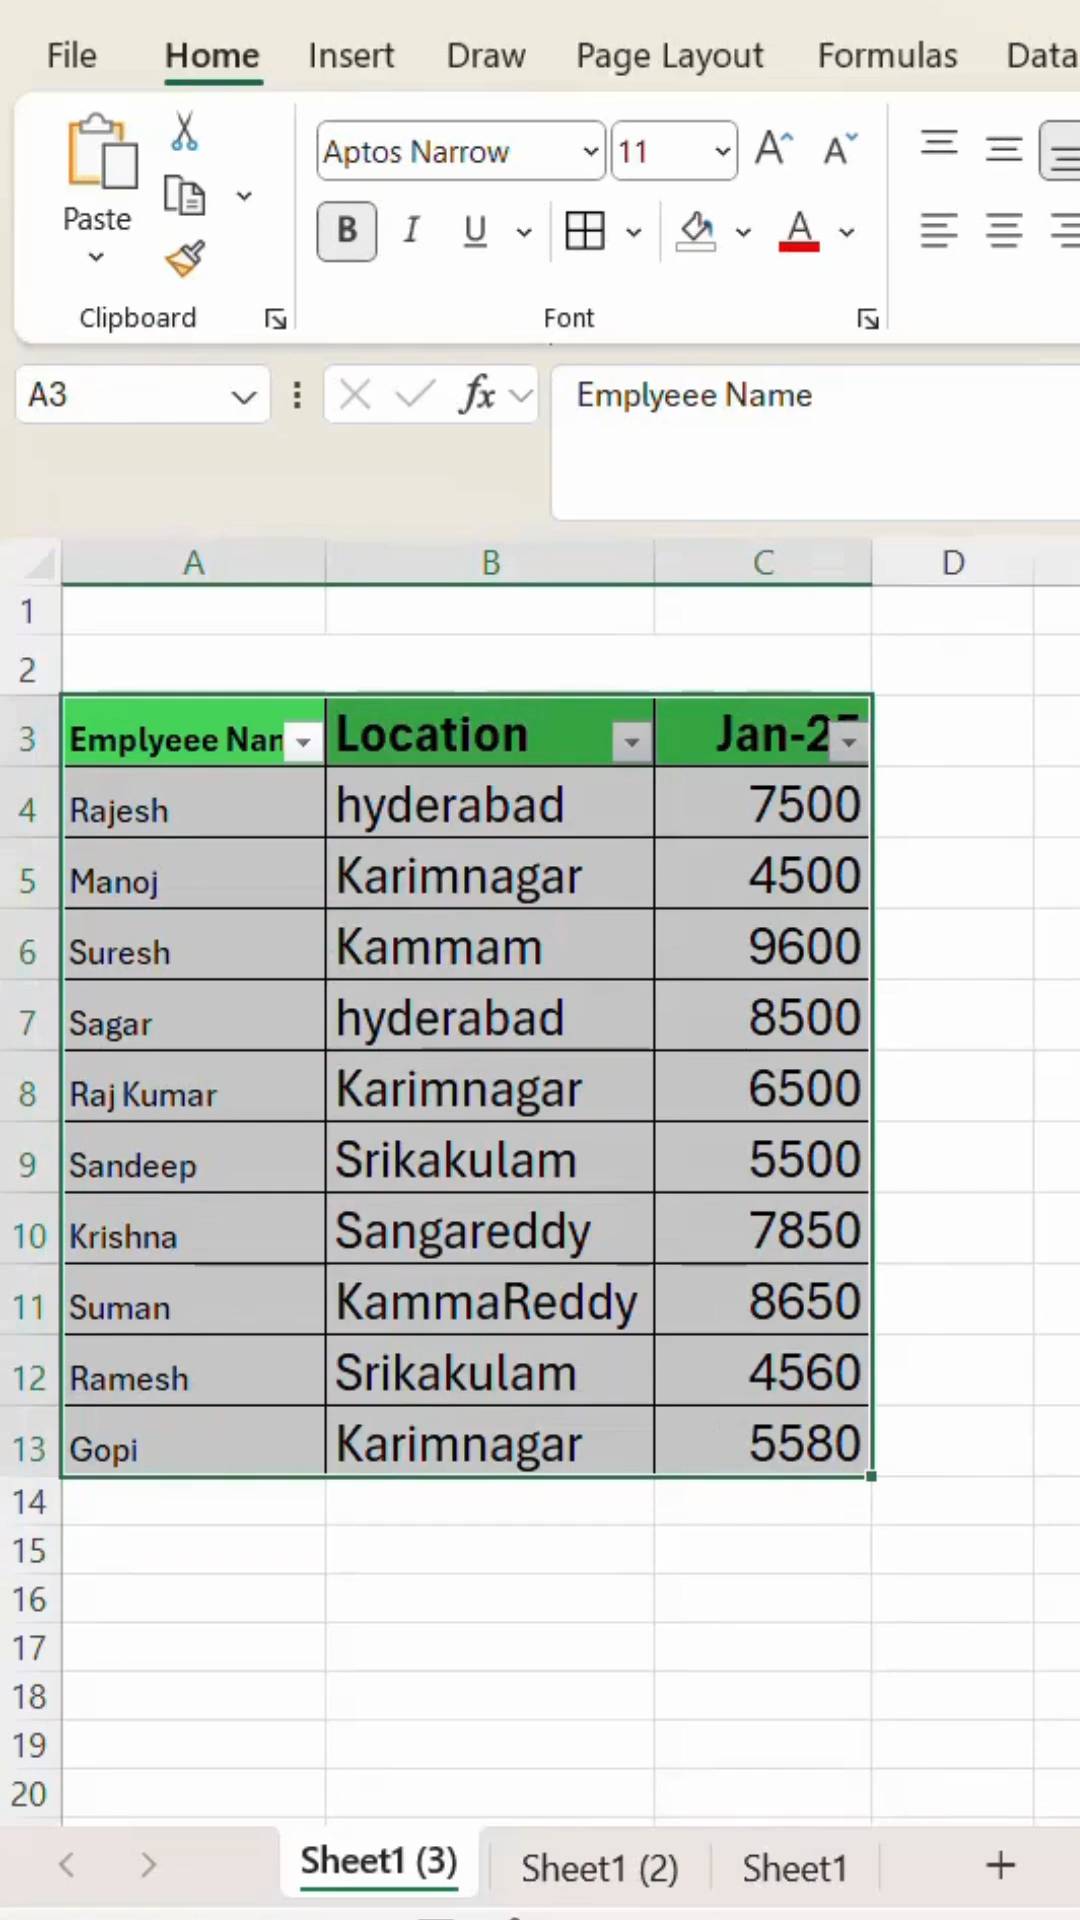 File Home Insert Draw Page Layout Formulas Data
Paste
Aptos Narrow 11 A A
B I U A
Clipboard Font
A3 fx Emplyeee Name
A B C D
1
2
3 Emplyeee Nam Location Jan-25
4 Rajesh hyderabad 7500
5 Manoj Karimnagar 4500
6 Suresh Kammam 9600
7 Sagar hyderabad 8500
8 Raj Kumar Karimnagar 6500
9 Sandeep Srikakulam 5500
10 Krishna Sangareddy 7850
11 Suman KammaReddy 8650
12 Ramesh Srikakulam 4560
13 Gopi Karimnagar 5580
14
15
16
17
18
19
20
Sheet1 (3) Sheet1 (2) Sheet1 +